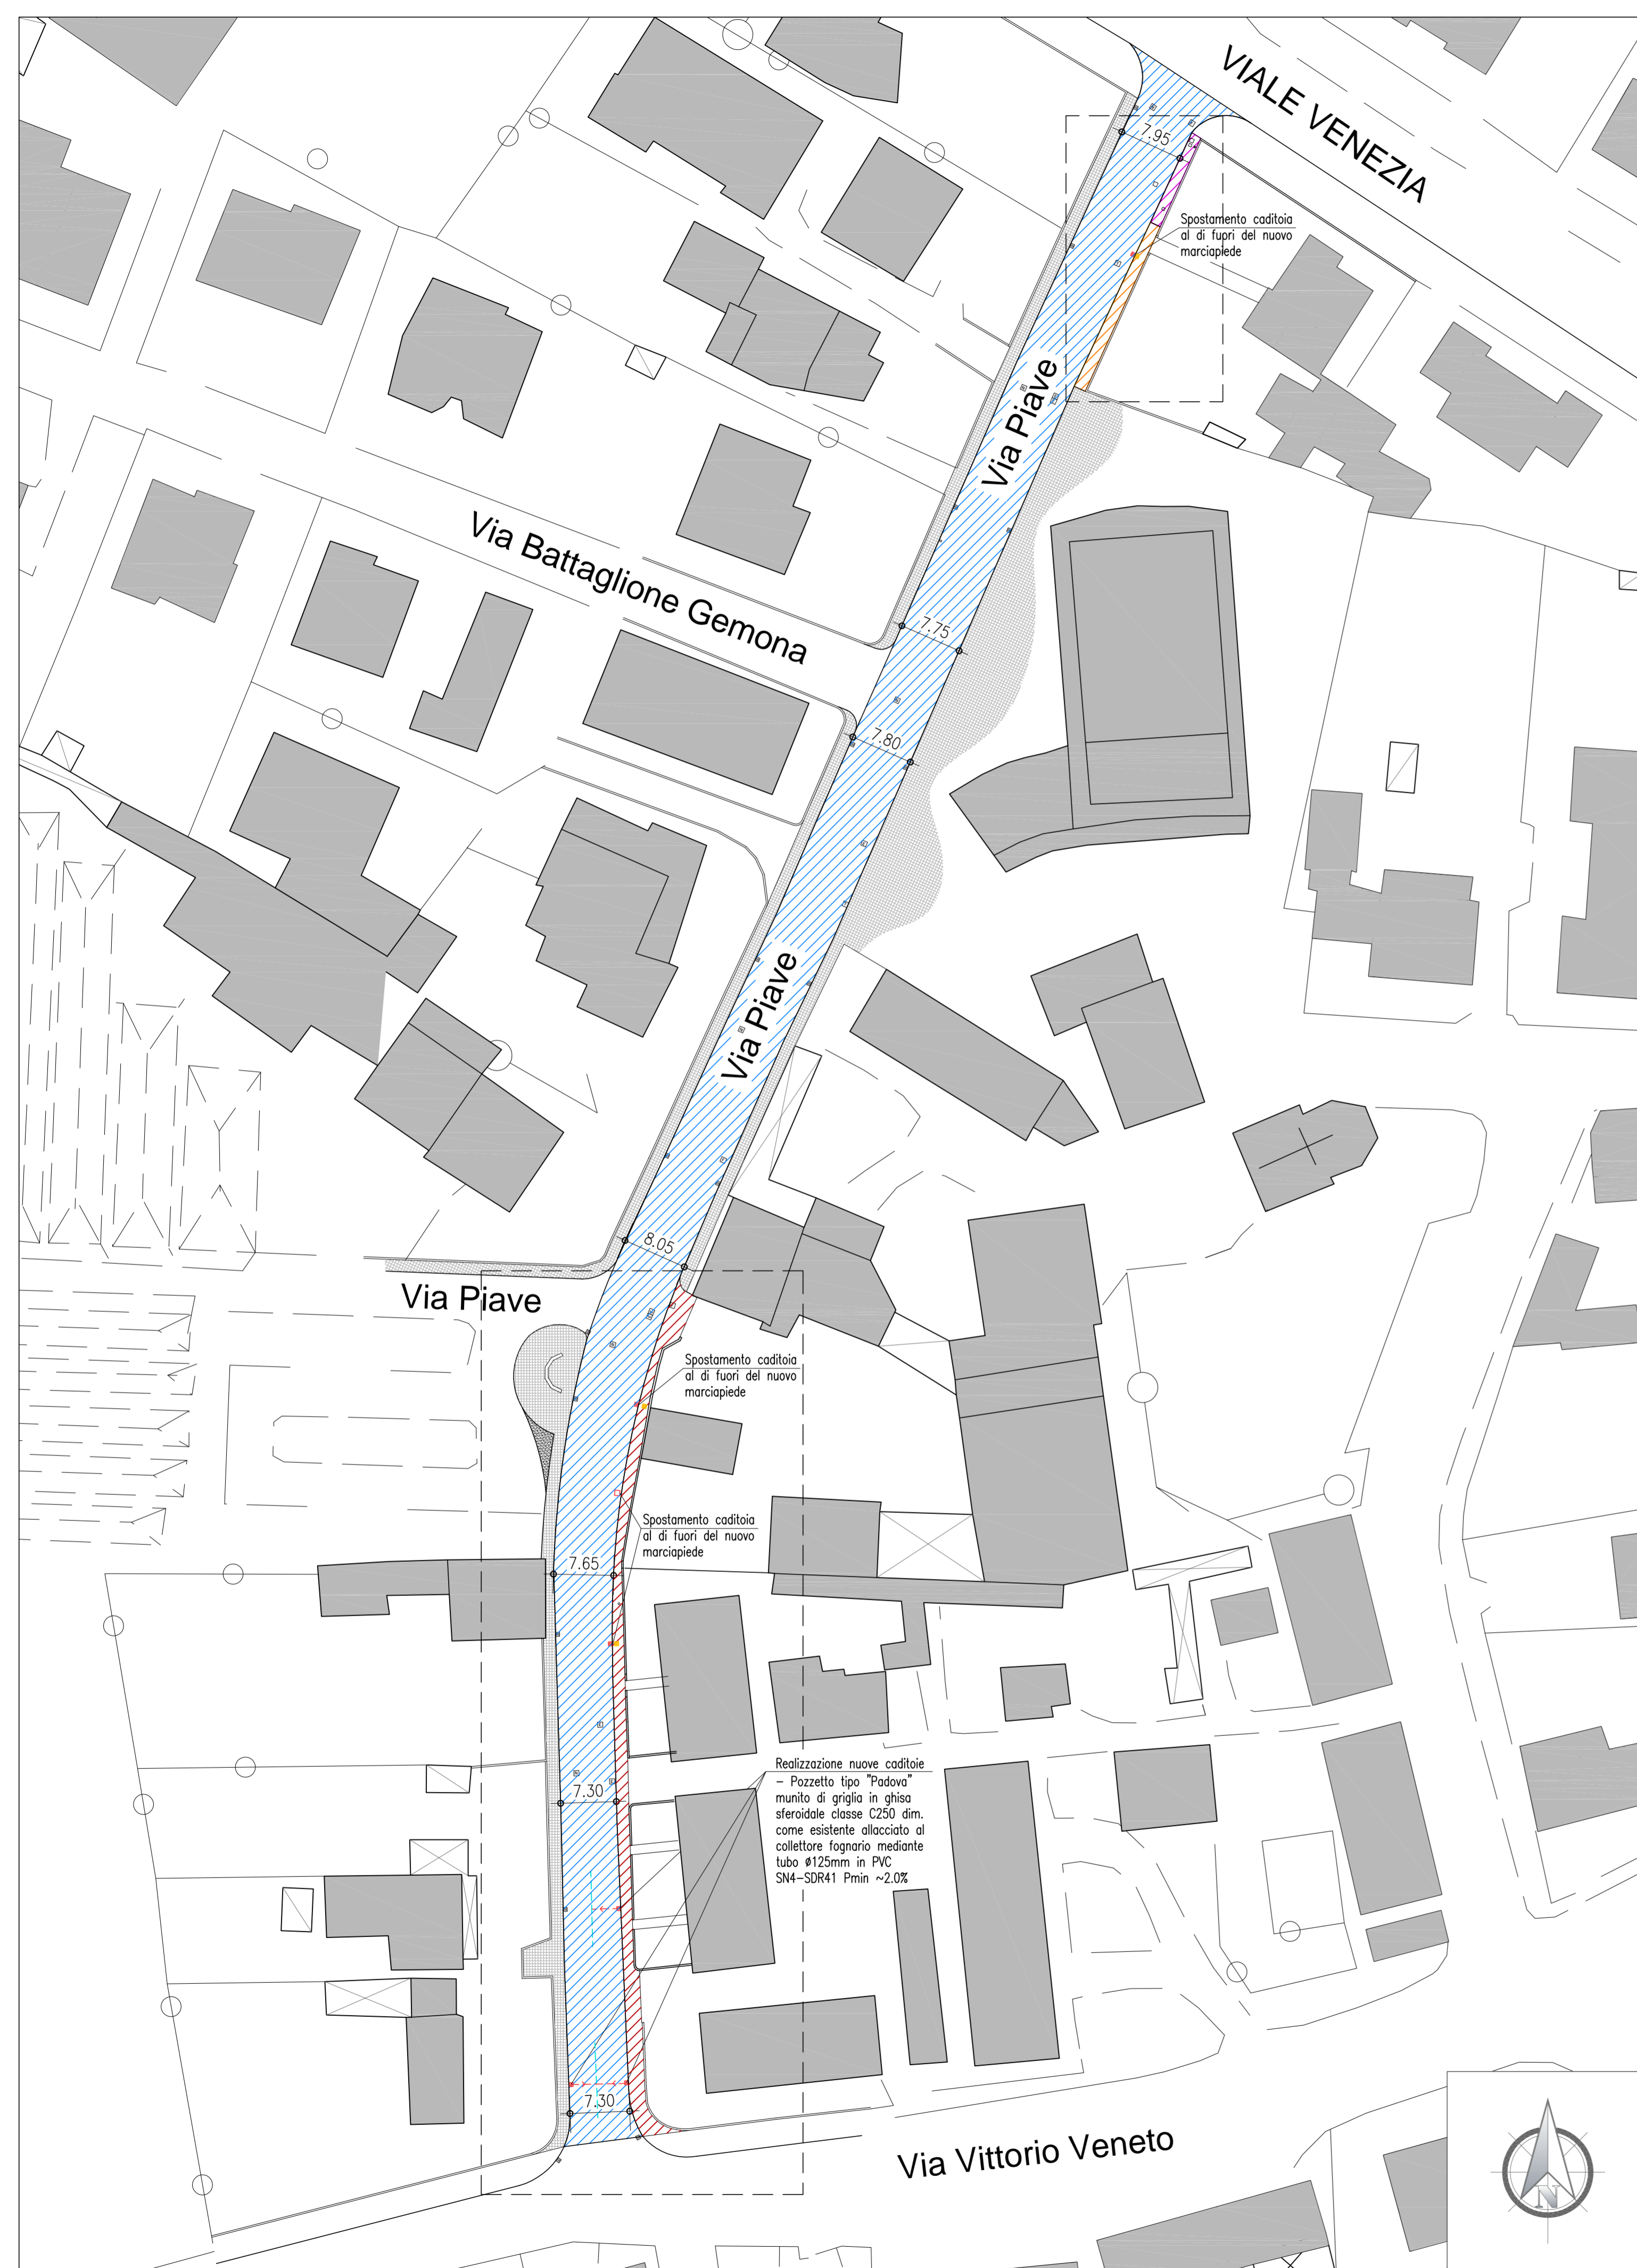 VIALE VENEZIA
7.95
Spostamento caditoia
al di fuori del nuovo
marciapiede
Via Piave
Via Battaglione Gemona
7.75
7.80
Via Piave
8.05
Via Piave
Spostamento caditoia
al di fuori del nuovo
marciapiede
Spostamento caditoia
al di fuori del nuovo
marciapiede
7.65
Realizzazione nuove caditoie
– Pozzetto tipo "Padova"
munito di griglia in ghisa
sferoidale classe C250 dim.
come esistente allacciato al
collettore fognario mediante
tubo ø125mm in PVC
SN4–SDR41 Pmin ~2.0%
7.30
7.30
Via Vittorio Veneto
N